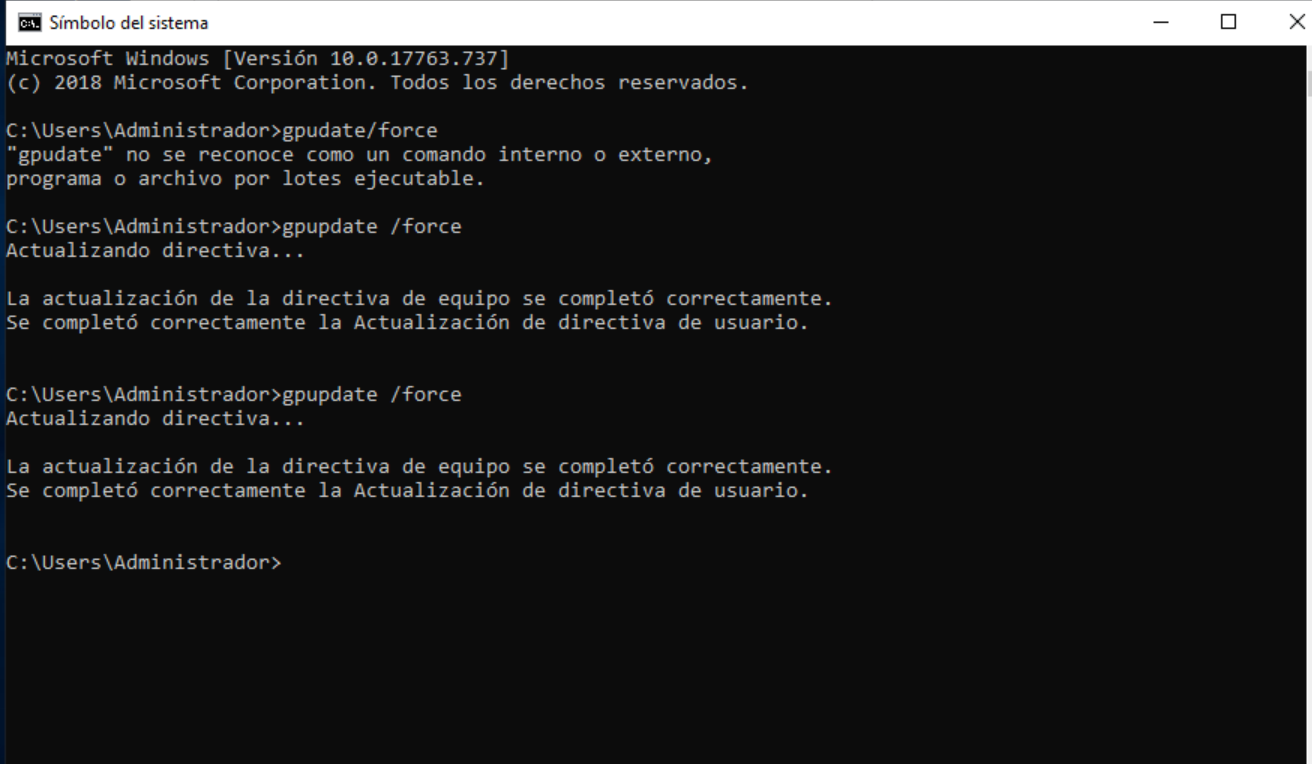 Símbolo del sistema
Microsoft Windows [Versión 10.0.17763.737]
(c) 2018 Microsoft Corporation. Todos los derechos reservados.
C:\Users\Administrador>gpudate/force
"gpudate" no se reconoce como un comando interno o externo,
programa o archivo por lotes ejecutable.
C:\Users\Administrador>gpupdate /force
Actualizando directiva...
La actualización de la directiva de equipo se completó correctamente.
Se completó correctamente la Actualización de directiva de usuario.
C:\Users\Administrador>gpupdate /force
Actualizando directiva...
La actualización de la directiva de equipo se completó correctamente.
Se completó correctamente la Actualización de directiva de usuario.
C:\Users\Administrador>